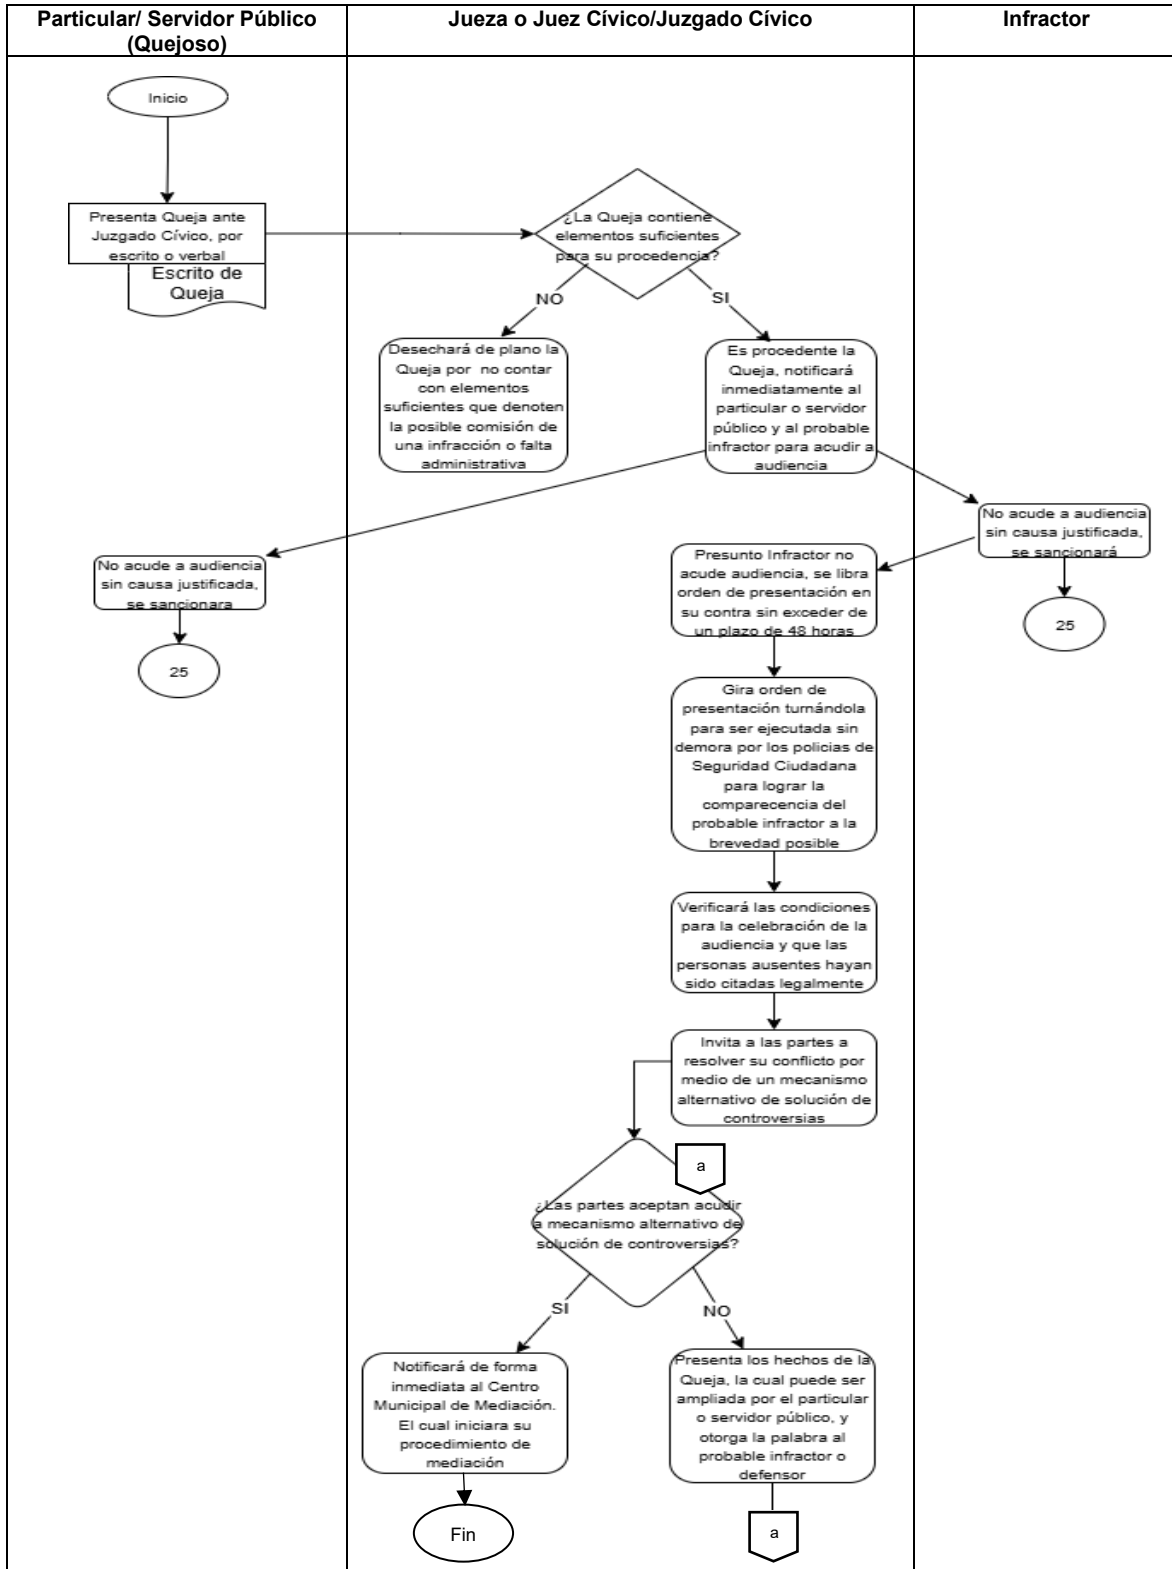 Particular/ Servidor Público
(Quejoso)
Jueza o Juez Cívico/Juzgado Cívico
Infractor
Inicio
Presenta Queja ante
Juzgado Cívico, por
escrito o verbal
Escrito de
Queja
¿La Queja contiene
elementos suficientes
para su procedencia?
NO
SI
Desechará de plano la
Queja por no contar
con elementos
suficientes que denoten
la posible comisión de
una infracción o falta
administrativa
Es procedente la
Queja, notificará
inmediatamente al
particular o servidor
público y al probable
infractor para acudir a
audiencia
No acude a audiencia
sin causa justificada,
se sancionará
25
No acude a audiencia
sin causa justificada,
se sancionara
25
Presunto Infractor no
acude audiencia, se libra
orden de presentación en
su contra sin exceder de
un plazo de 48 horas
Gira orden de
presentación turnándola
para ser ejecutada sin
demora por los policias de
Seguridad Ciudadana
para lograr la
comparecencia del
probable infractor a la
brevedad posible
Verificará las condiciones
para la celebración de la
audiencia y que las
personas ausentes hayan
sido citadas legalmente
Invita a las partes a
resolver su conflicto por
medio de un mecanismo
alternativo de solución de
controversias
a
¿Las partes aceptan acudir
a mecanismo alternativo de
solución de controversias?
SI
NO
Notificará de forma
inmediata al Centro
Municipal de Mediación.
El cual iniciara su
procedimiento de
mediación
Fin
Presenta los hechos de la
Queja, la cual puede ser
ampliada por el particular
o servidor público, y
otorga la palabra al
probable infractor o
defensor
a